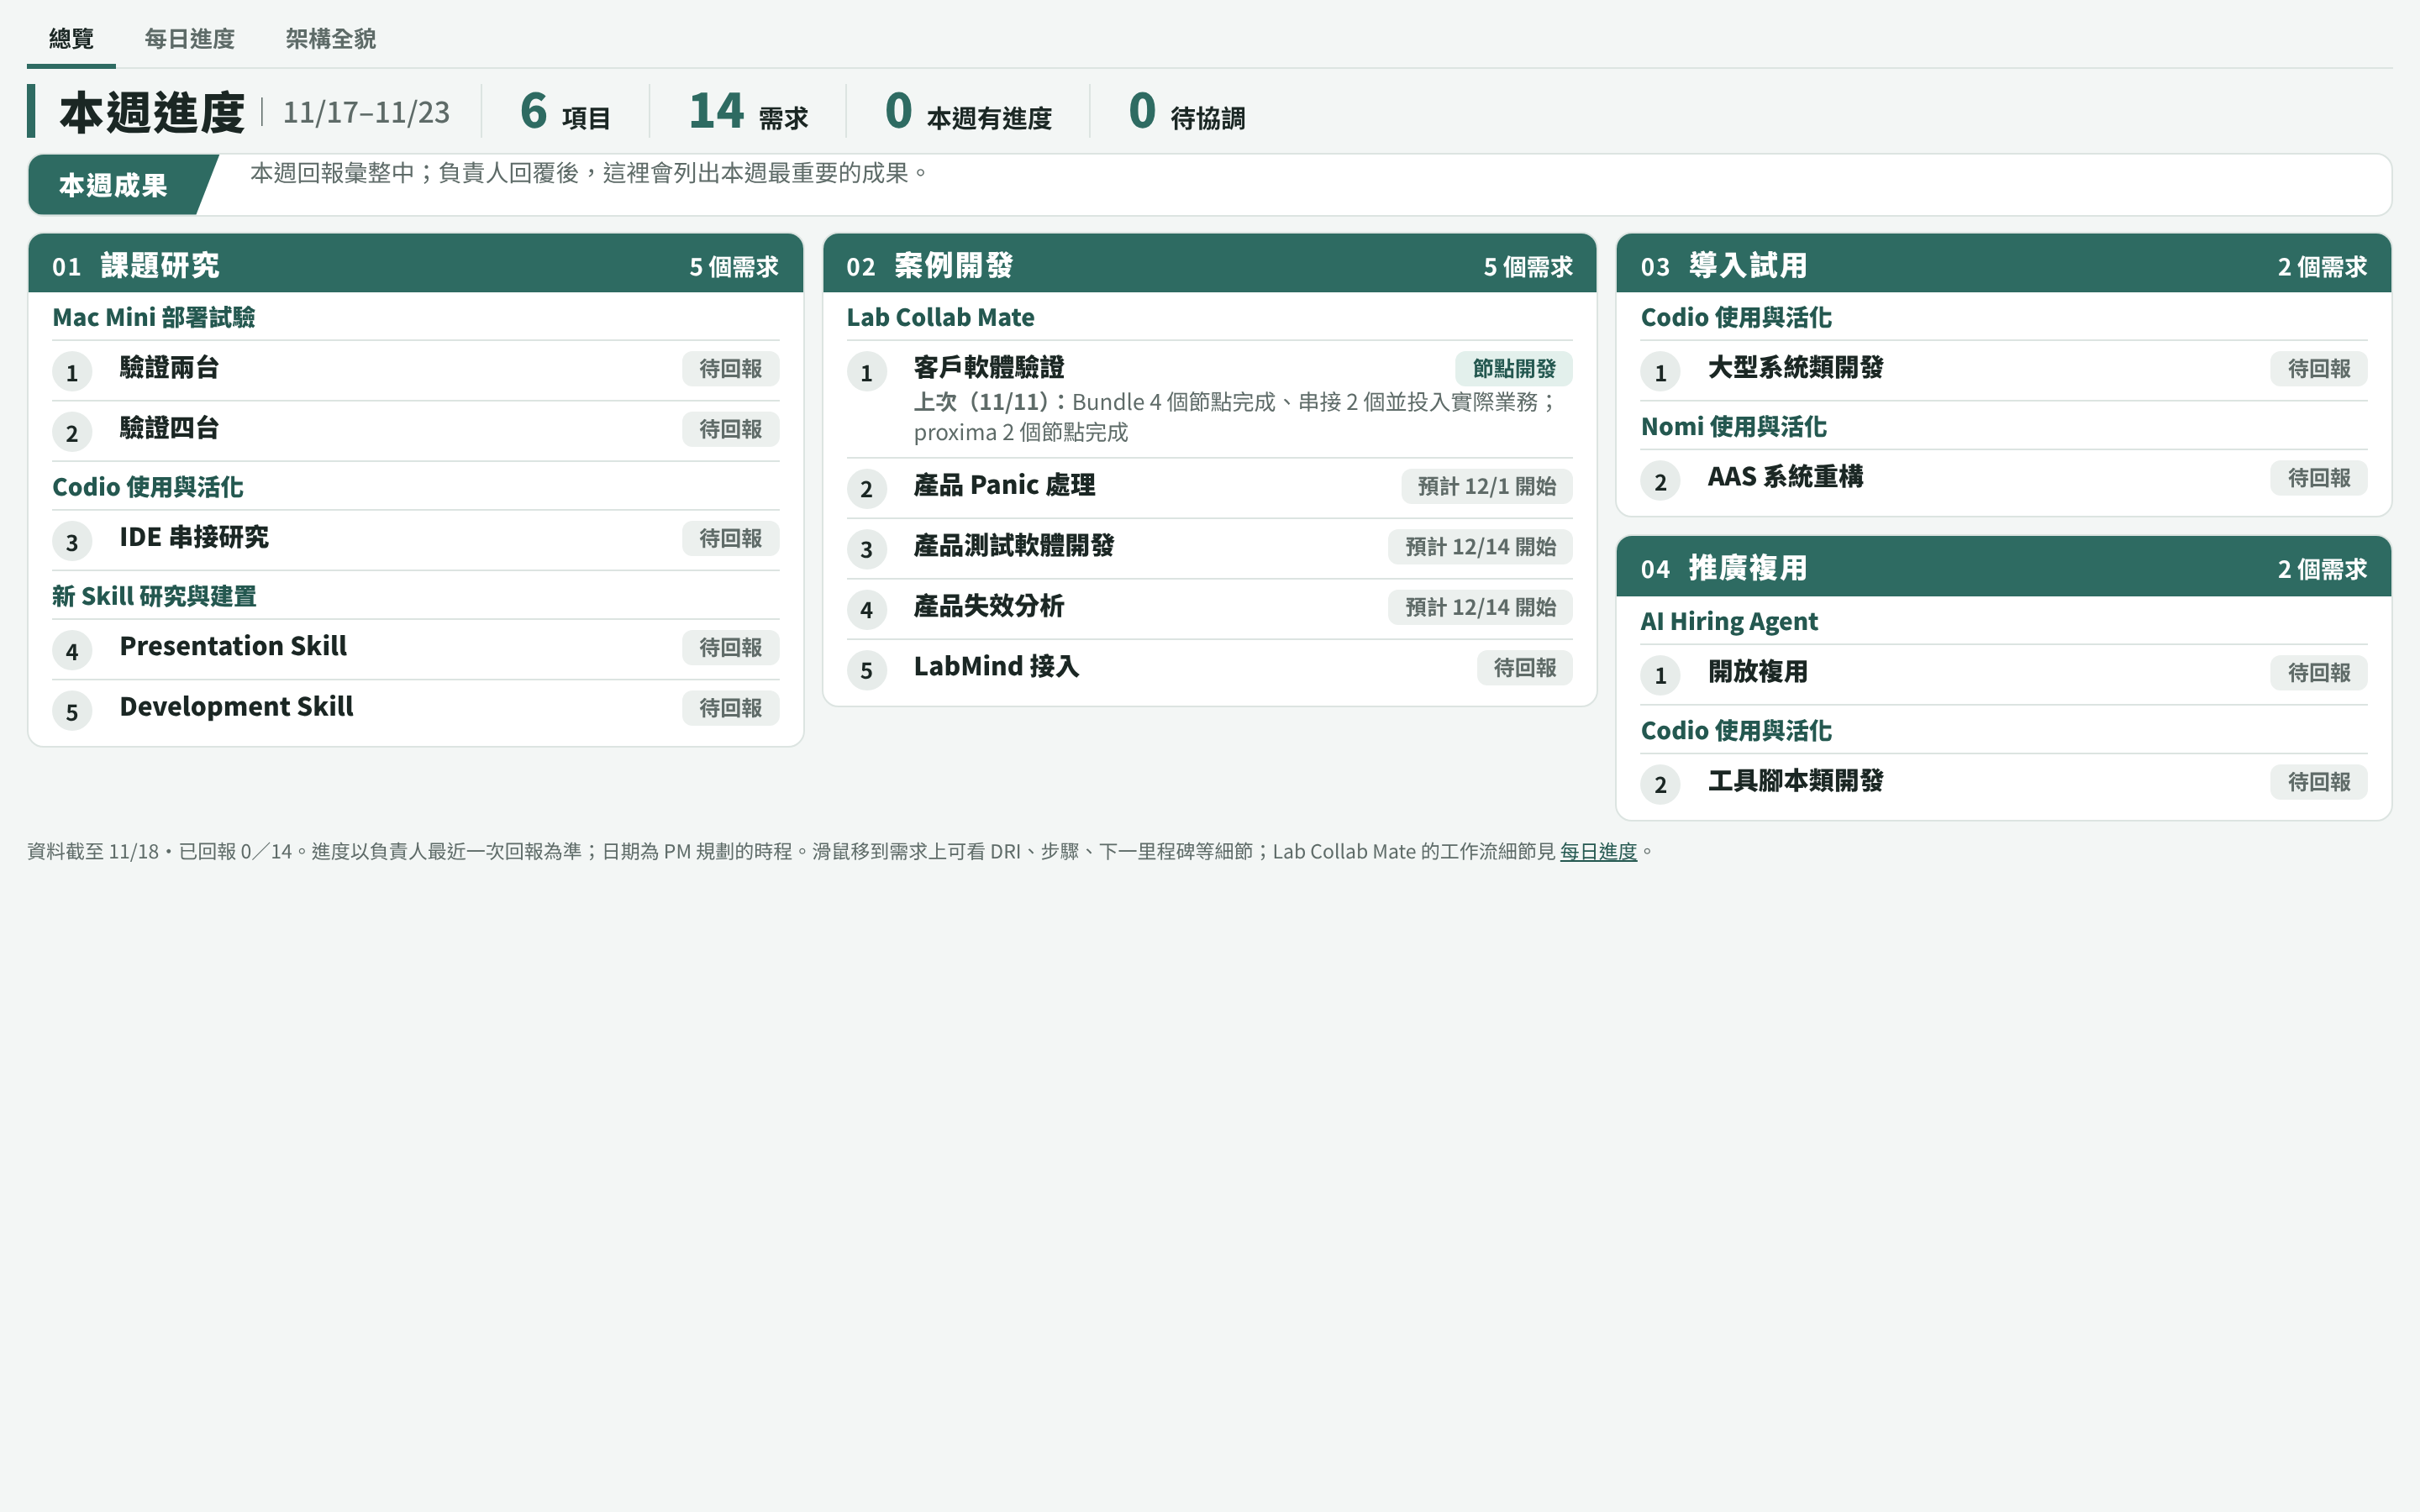 總覽 每日進度 架構全貌
本週進度 11/17–11/23 6 項目 14 需求 0 本週有進度 0 待協調
本週成果 本週回報彙整中；負責人回覆後，這裡會列出本週最重要的成果。
01 課題研究 5 個需求
Mac Mini 部署試驗
1 驗證兩台 待回報
2 驗證四台 待回報
Codio 使用與活化
3 IDE 串接研究 待回報
新 Skill 研究與建置
4 Presentation Skill 待回報
5 Development Skill 待回報
02 案例開發 5 個需求
Lab Collab Mate
1 客戶軟體驗證 節點開發
上次（11/11）：Bundle 4 個節點完成、串接 2 個並投入實際業務；
proxima 2 個節點完成
2 產品 Panic 處理 預計 12/1 開始
3 產品測試軟體開發 預計 12/14 開始
4 產品失效分析 預計 12/14 開始
5 LabMind 接入 待回報
03 導入試用 2 個需求
Codio 使用與活化
1 大型系統類開發 待回報
Nomi 使用與活化
2 AAS 系統重構 待回報
04 推廣複用 2 個需求
AI Hiring Agent
1 開放複用 待回報
Codio 使用與活化
2 工具腳本類開發 待回報
資料截至 11/18・已回報 0／14。進度以負責人最近一次回報為準；日期為 PM 規劃的時程。滑鼠移到需求上可看 DRI、步驟、下一里程碑等細節；Lab Collab Mate 的工作流細節見 每日進度。